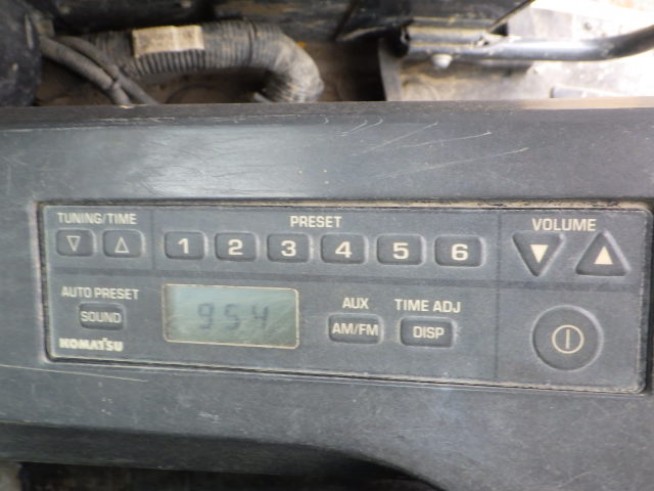 TUNING/TIME
PRESET
VOLUME
1 2 3 4 5 6
AUTO PRESET
SOUND
954
AUX
AM/FM
TIME ADJ
DISP
KOMATSU